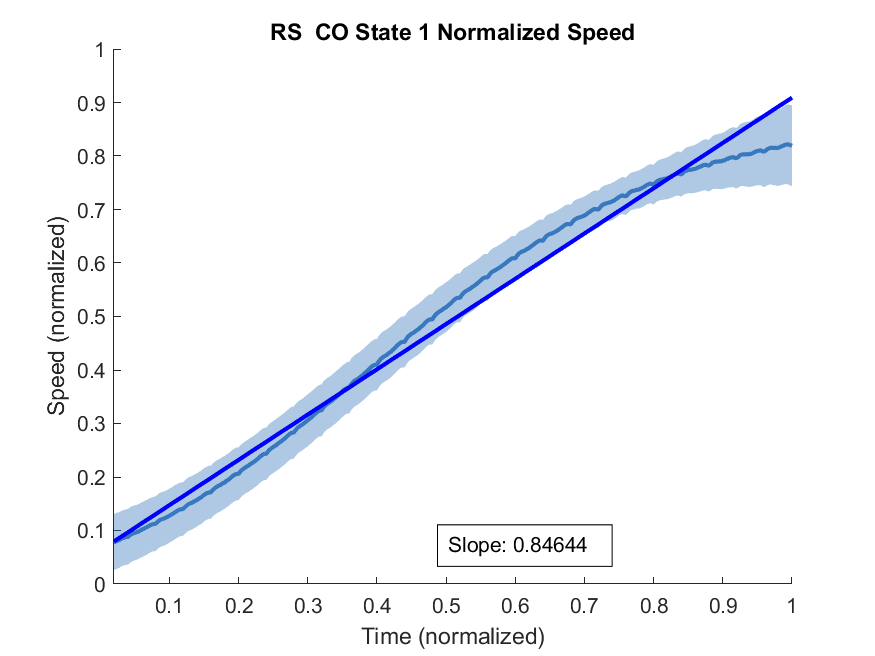 RS  CO State 1 Normalized Speed
1
0.9
0.8
0.7
0.6
0.5
0.4
0.3
0.2
0.1
0
Speed (normalized)
Slope: 0.84644
0.1 0.2 0.3 0.4 0.5 0.6 0.7 0.8 0.9 1
Time (normalized)